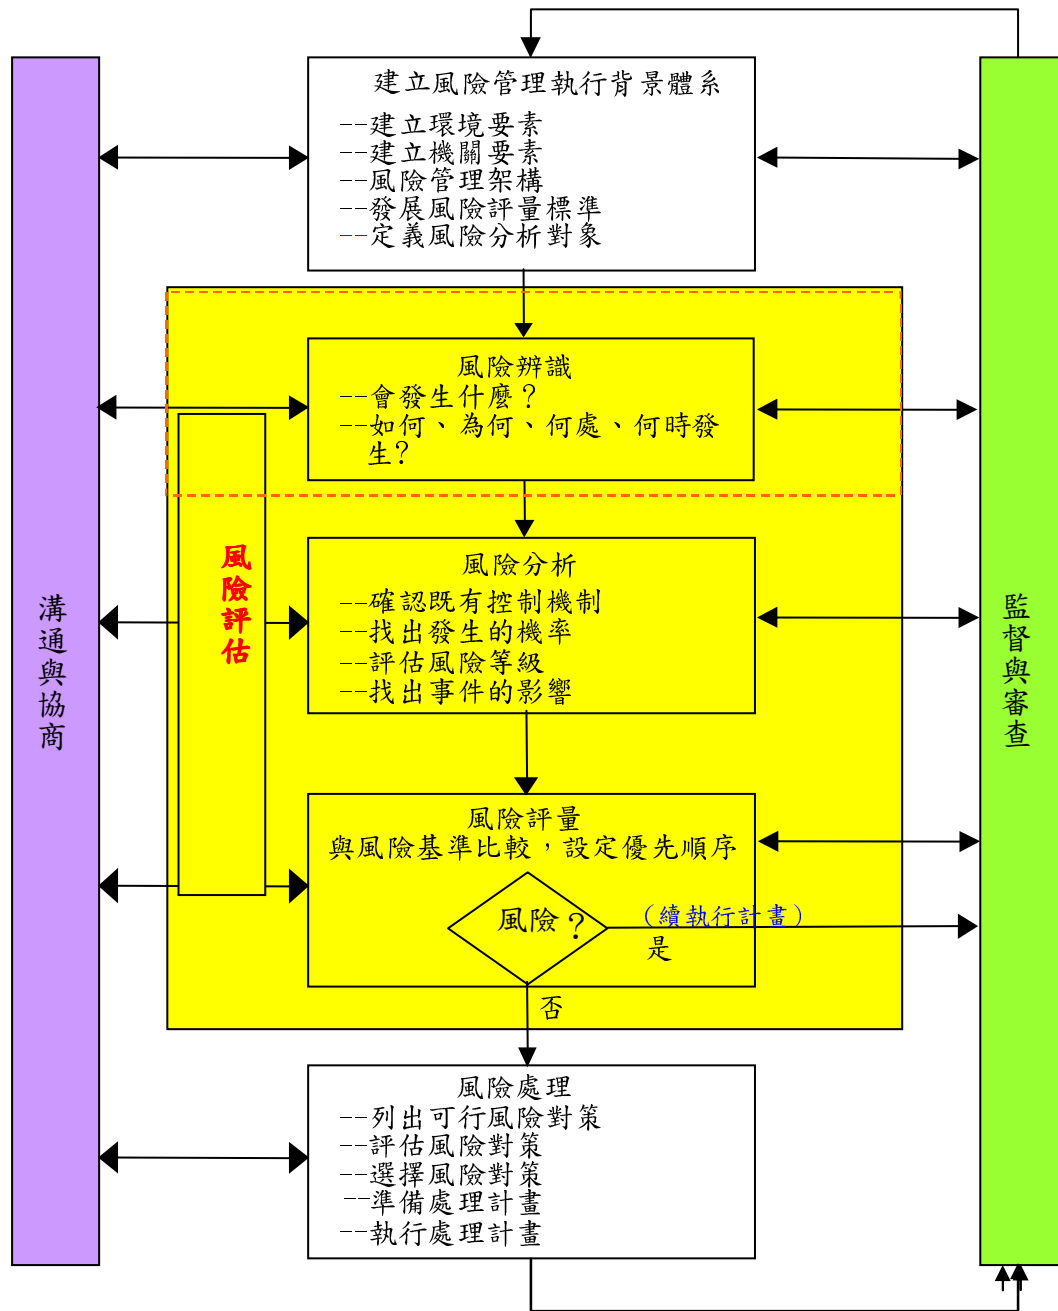 建立風險管理執行背景體系
--建立環境要素
--建立機關要素
--風險管理架構
--發展風險評量標準
--定義風險分析對象
風險辨識
--會發生什麼？
--如何、為何、何處、何時發
生?
風險分析
--確認既有控制機制
--找出發生的機率
--評估風險等級
--找出事件的影響
風險評估
溝通與協商
監督與審查
風險評量
與風險基準比較，設定優先順序
風險？
（續執行計畫）
是
否
風險處理
--列出可行風險對策
--評估風險對策
--選擇風險對策
--準備處理計畫
--執行處理計畫